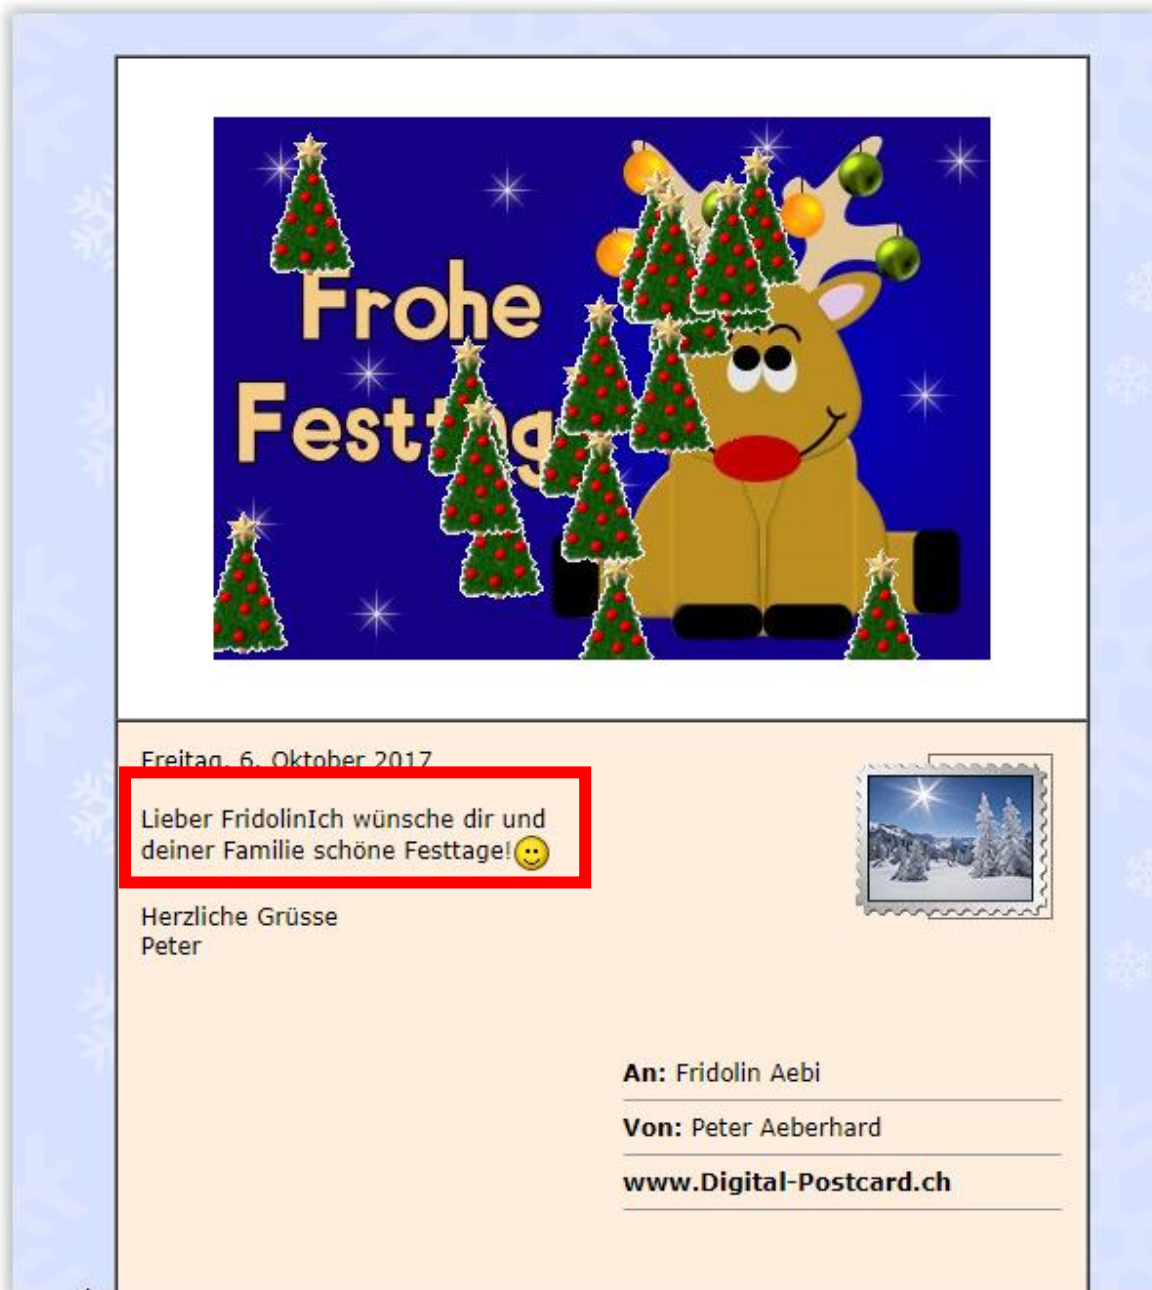 Frohe
Festtag
Freitag, 6. Oktober 2017
Lieber FridolinIch wünsche dir und
deiner Familie schöne Festtage!
Herzliche Grüsse
Peter
An: Fridolin Aebi
Von: Peter Aeberhard
www.Digital-Postcard.ch